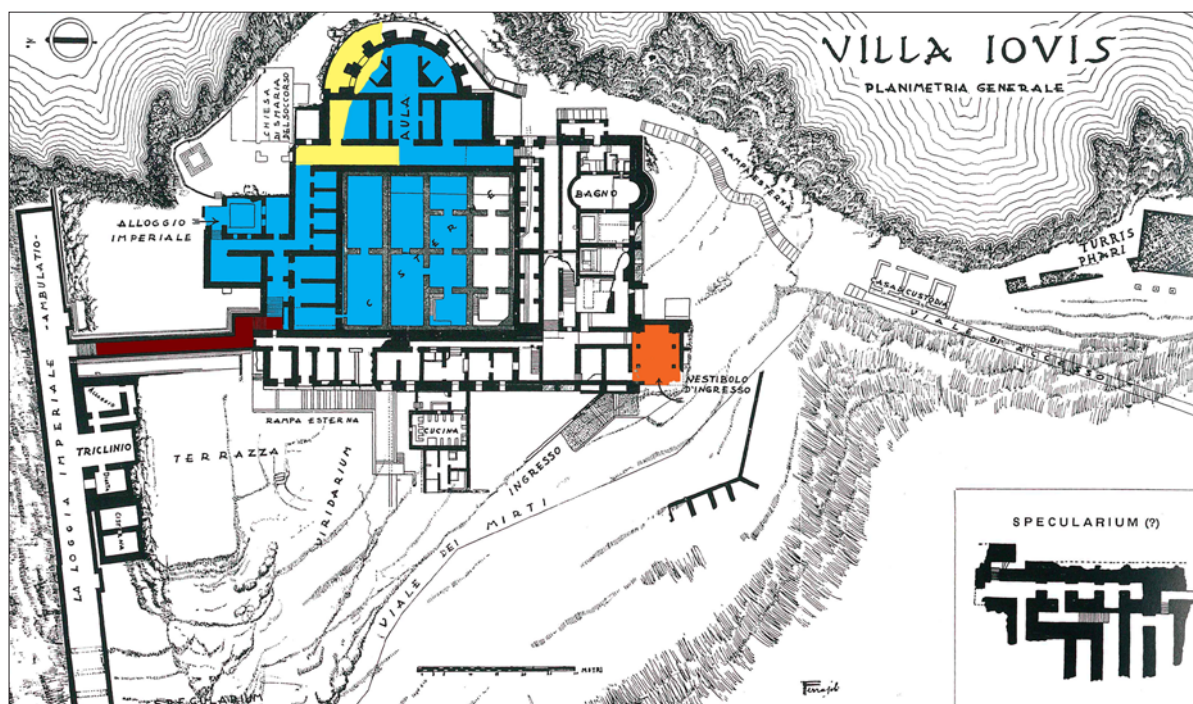 VILLA IOVIS
PLANIMETRIA GENERALE
N
CHIESA
DI S. MARIA
DEL SOCCORSO
AULA
BAGNO
RAMPA ESTERNA
ALLOGGIO
IMPERIALE
TURRIS
PHARI
CASA DI CUSTODIA
VIALE DI ACCESSO
LA LOGGIA IMPERIALE - AMBULATIO -
VESTIBOLO
D'INGRESSO
RAMPA ESTERNA
CUCINA
TRICLINIO
TERRAZZA
VIRIDARIUM
INGRESSO
VIALE DEI MIRTI
SPECULARIUM (?)
METRI
SPECULARIUM